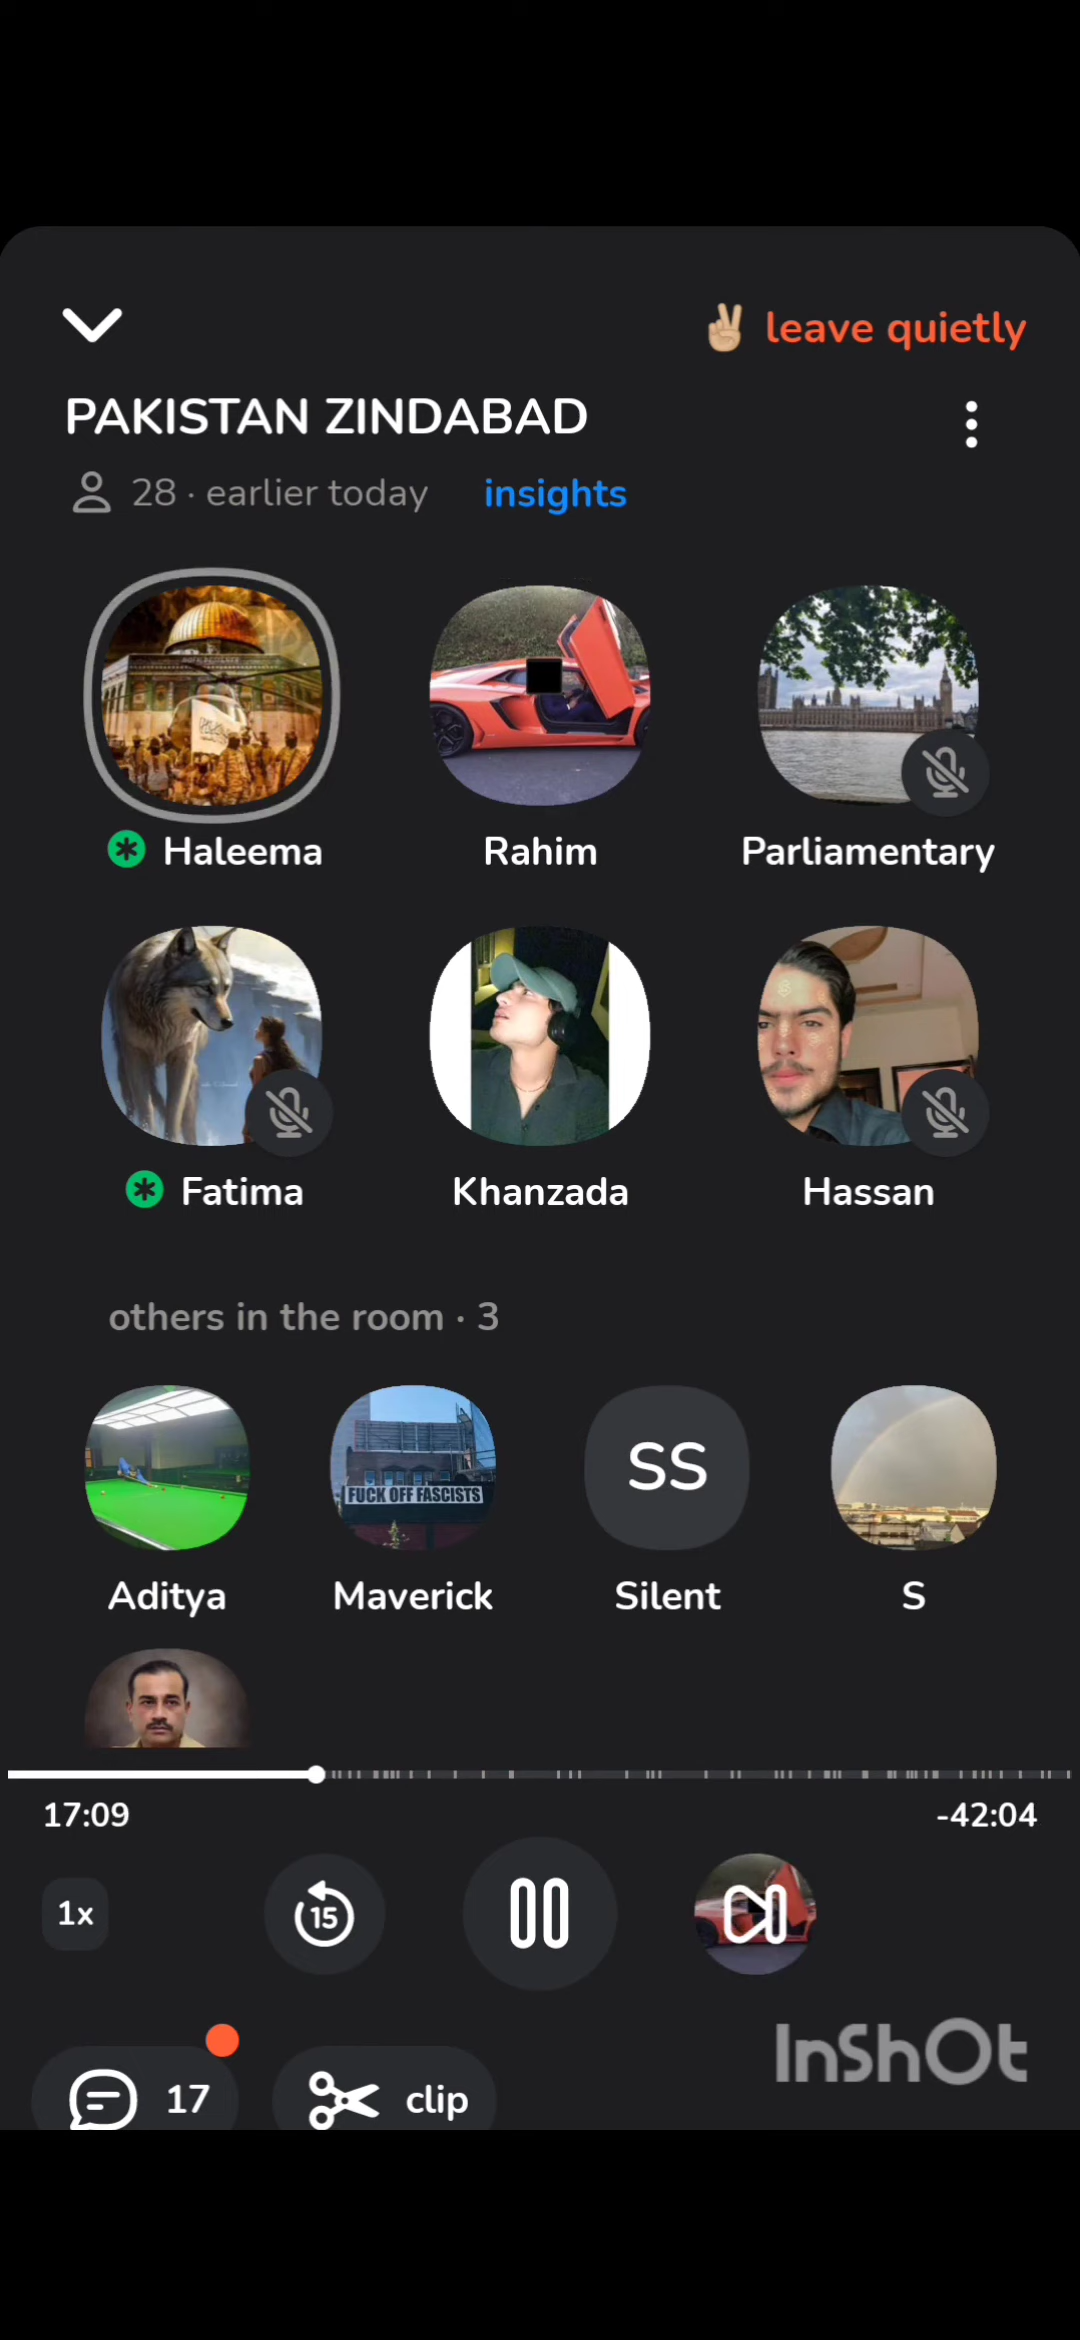 leave quietly
PAKISTAN ZINDABAD
28 · earlier today insights
Haleema Rahim Parliamentary
Fatima Khanzada Hassan
others in the room · 3
FUCK OFF FASCISTS
SS
Aditya Maverick Silent S
17:09 -42:04
1x 15
InShOt
17 clip